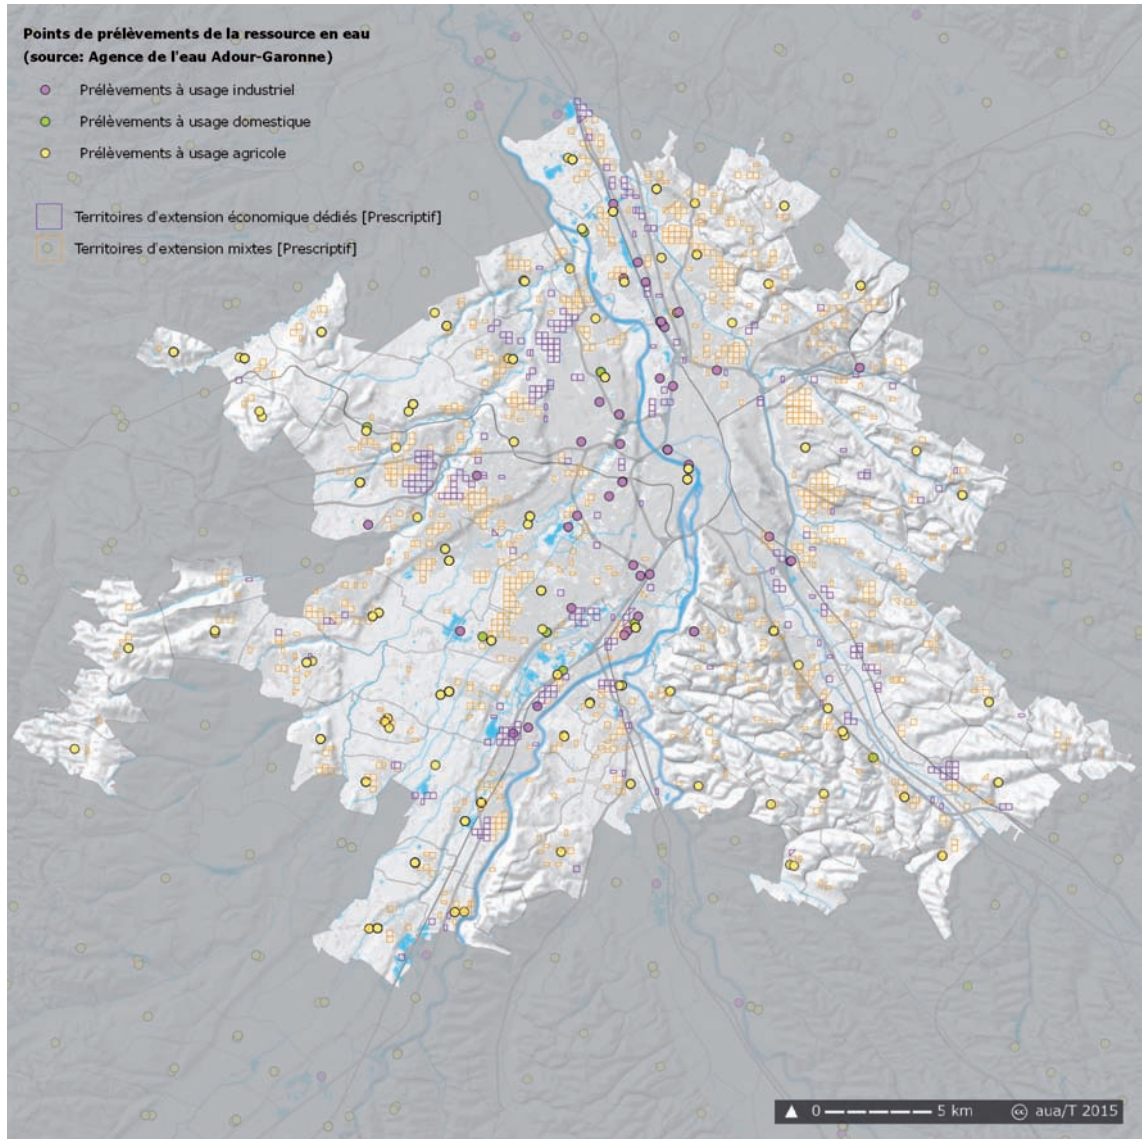 Points de prélèvements de la ressource en eau
(source: Agence de l'eau Adour-Garonne)
Prélèvements à usage industriel
Prélèvements à usage domestique
Prélèvements à usage agricole
Territoires d'extension économique dédiés [Prescriptif]
Territoires d'extension mixtes [Prescriptif]
0 5 km cc aua/T 2015